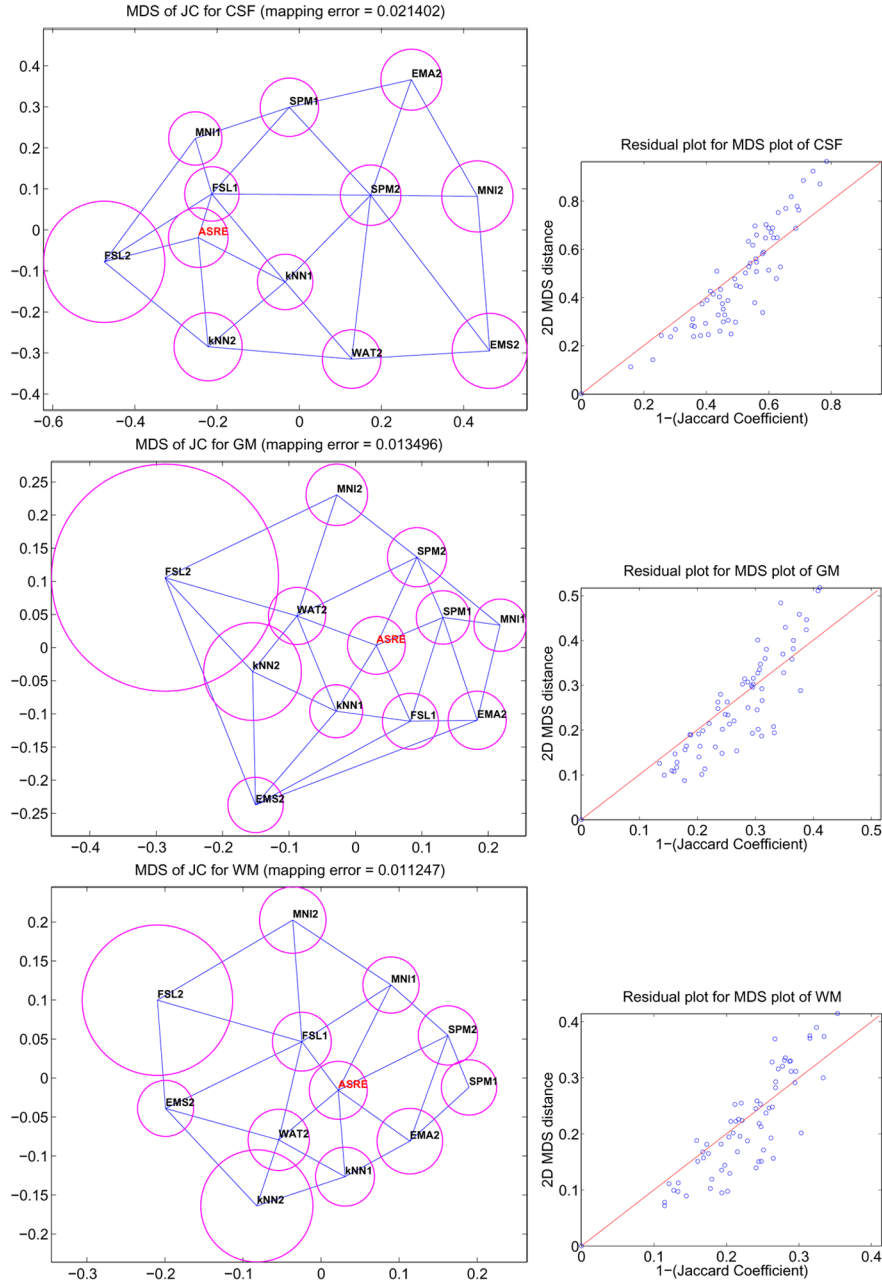 MDS of JC for CSF (mapping error = 0.021402)
0.4
0.3
0.2
0.1
0
−0.1
−0.2
−0.3
−0.4
−0.6
−0.4
−0.2
0
0.2
0.4
EMA2
SPM1
MNI1
FSL1
SPM2
MNI2
ASRE
FSL2
kNN1
kNN2
WAT2
EMS2
Residual plot for MDS plot of CSF
2D MDS distance
0.8
0.6
0.4
0.2
0
0
0.2
0.4
0.6
0.8
1−(Jaccard Coefficient)
MDS of JC for GM (mapping error = 0.013496)
0.25
0.2
0.15
0.1
0.05
0
−0.05
−0.1
−0.15
−0.2
−0.25
−0.4
−0.3
−0.2
−0.1
0
0.1
0.2
MNI2
FSL2
SPM2
WAT2
SPM1
MNI1
ASRE
kNN2
kNN1
FSL1
EMA2
EMS2
Residual plot for MDS plot of GM
2D MDS distance
0.5
0.4
0.3
0.2
0.1
0
0
0.1
0.2
0.3
0.4
0.5
1−(Jaccard Coefficient)
MDS of JC for WM (mapping error = 0.011247)
0.2
0.15
0.1
0.05
0
−0.05
−0.1
−0.15
−0.2
−0.3
−0.2
−0.1
0
0.1
0.2
MNI2
MNI1
FSL2
FSL1
SPM2
ASRE
SPM1
EMS2
WAT2
EMA2
kNN1
kNN2
Residual plot for MDS plot of WM
2D MDS distance
0.4
0.3
0.2
0.1
0
0
0.1
0.2
0.3
0.4
1−(Jaccard Coefficient)